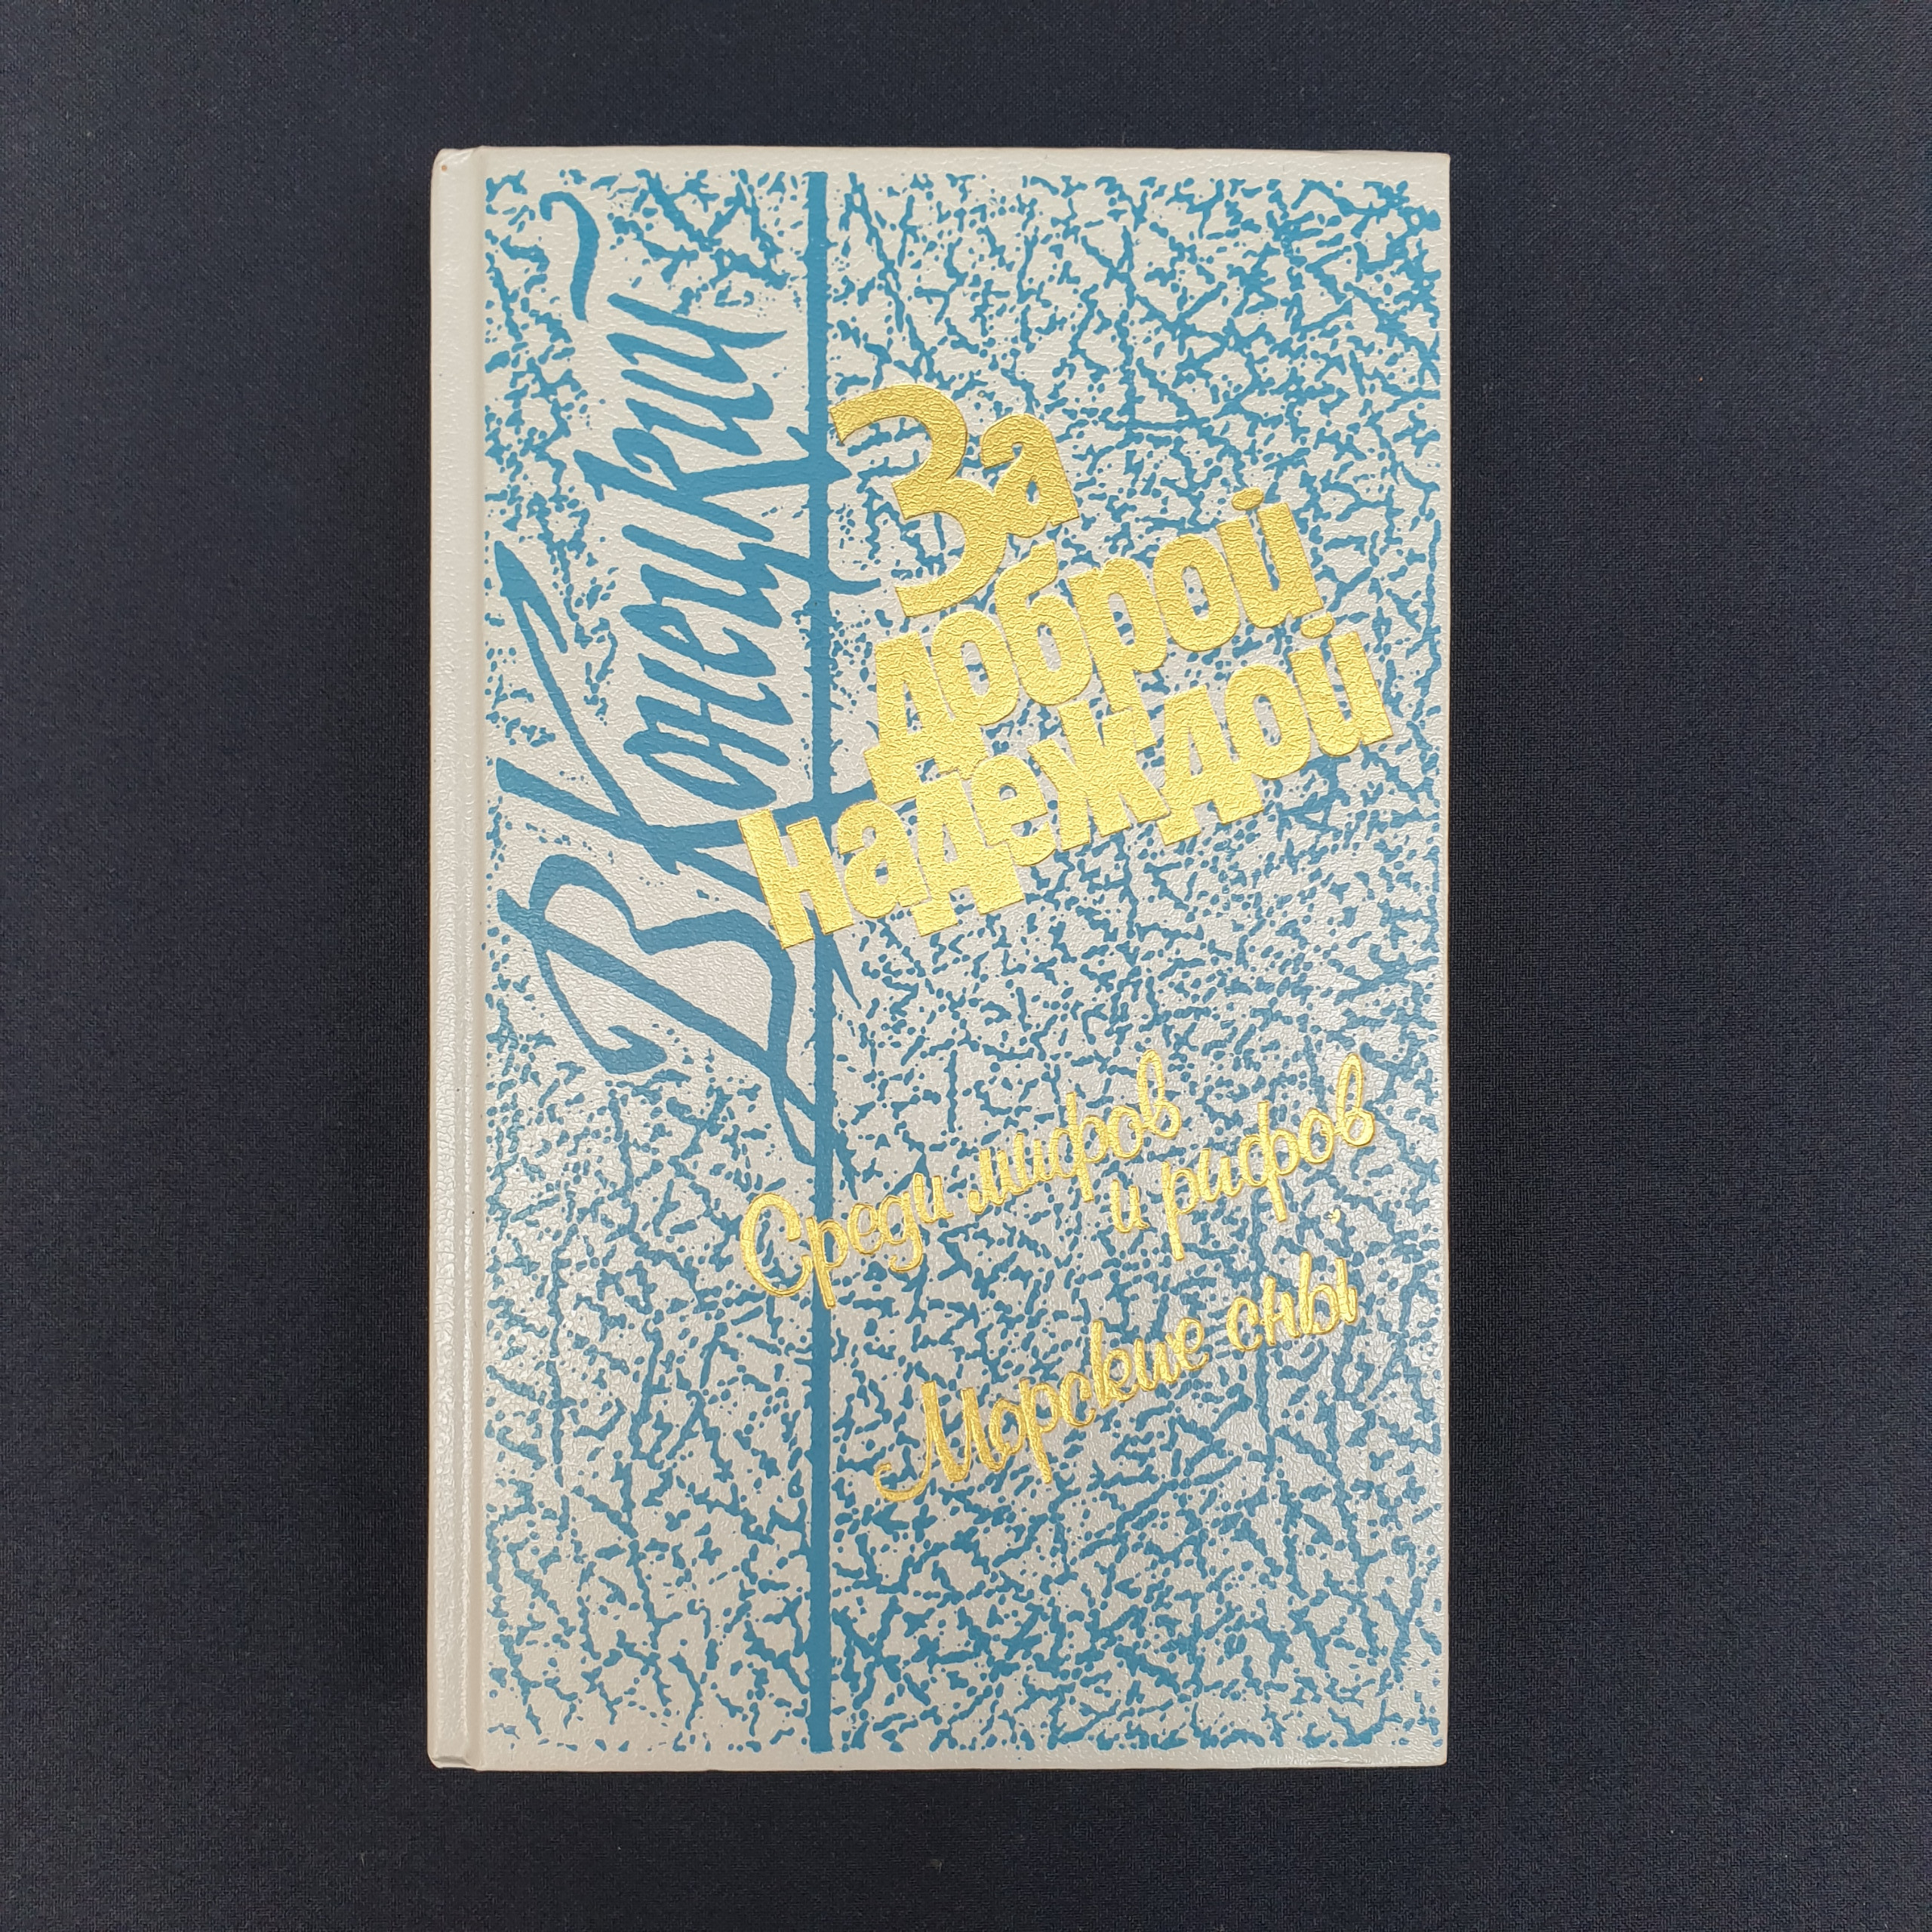 В Конецкий
За
доброй
надеждой
Среди мифов
и рифов
Морские сны